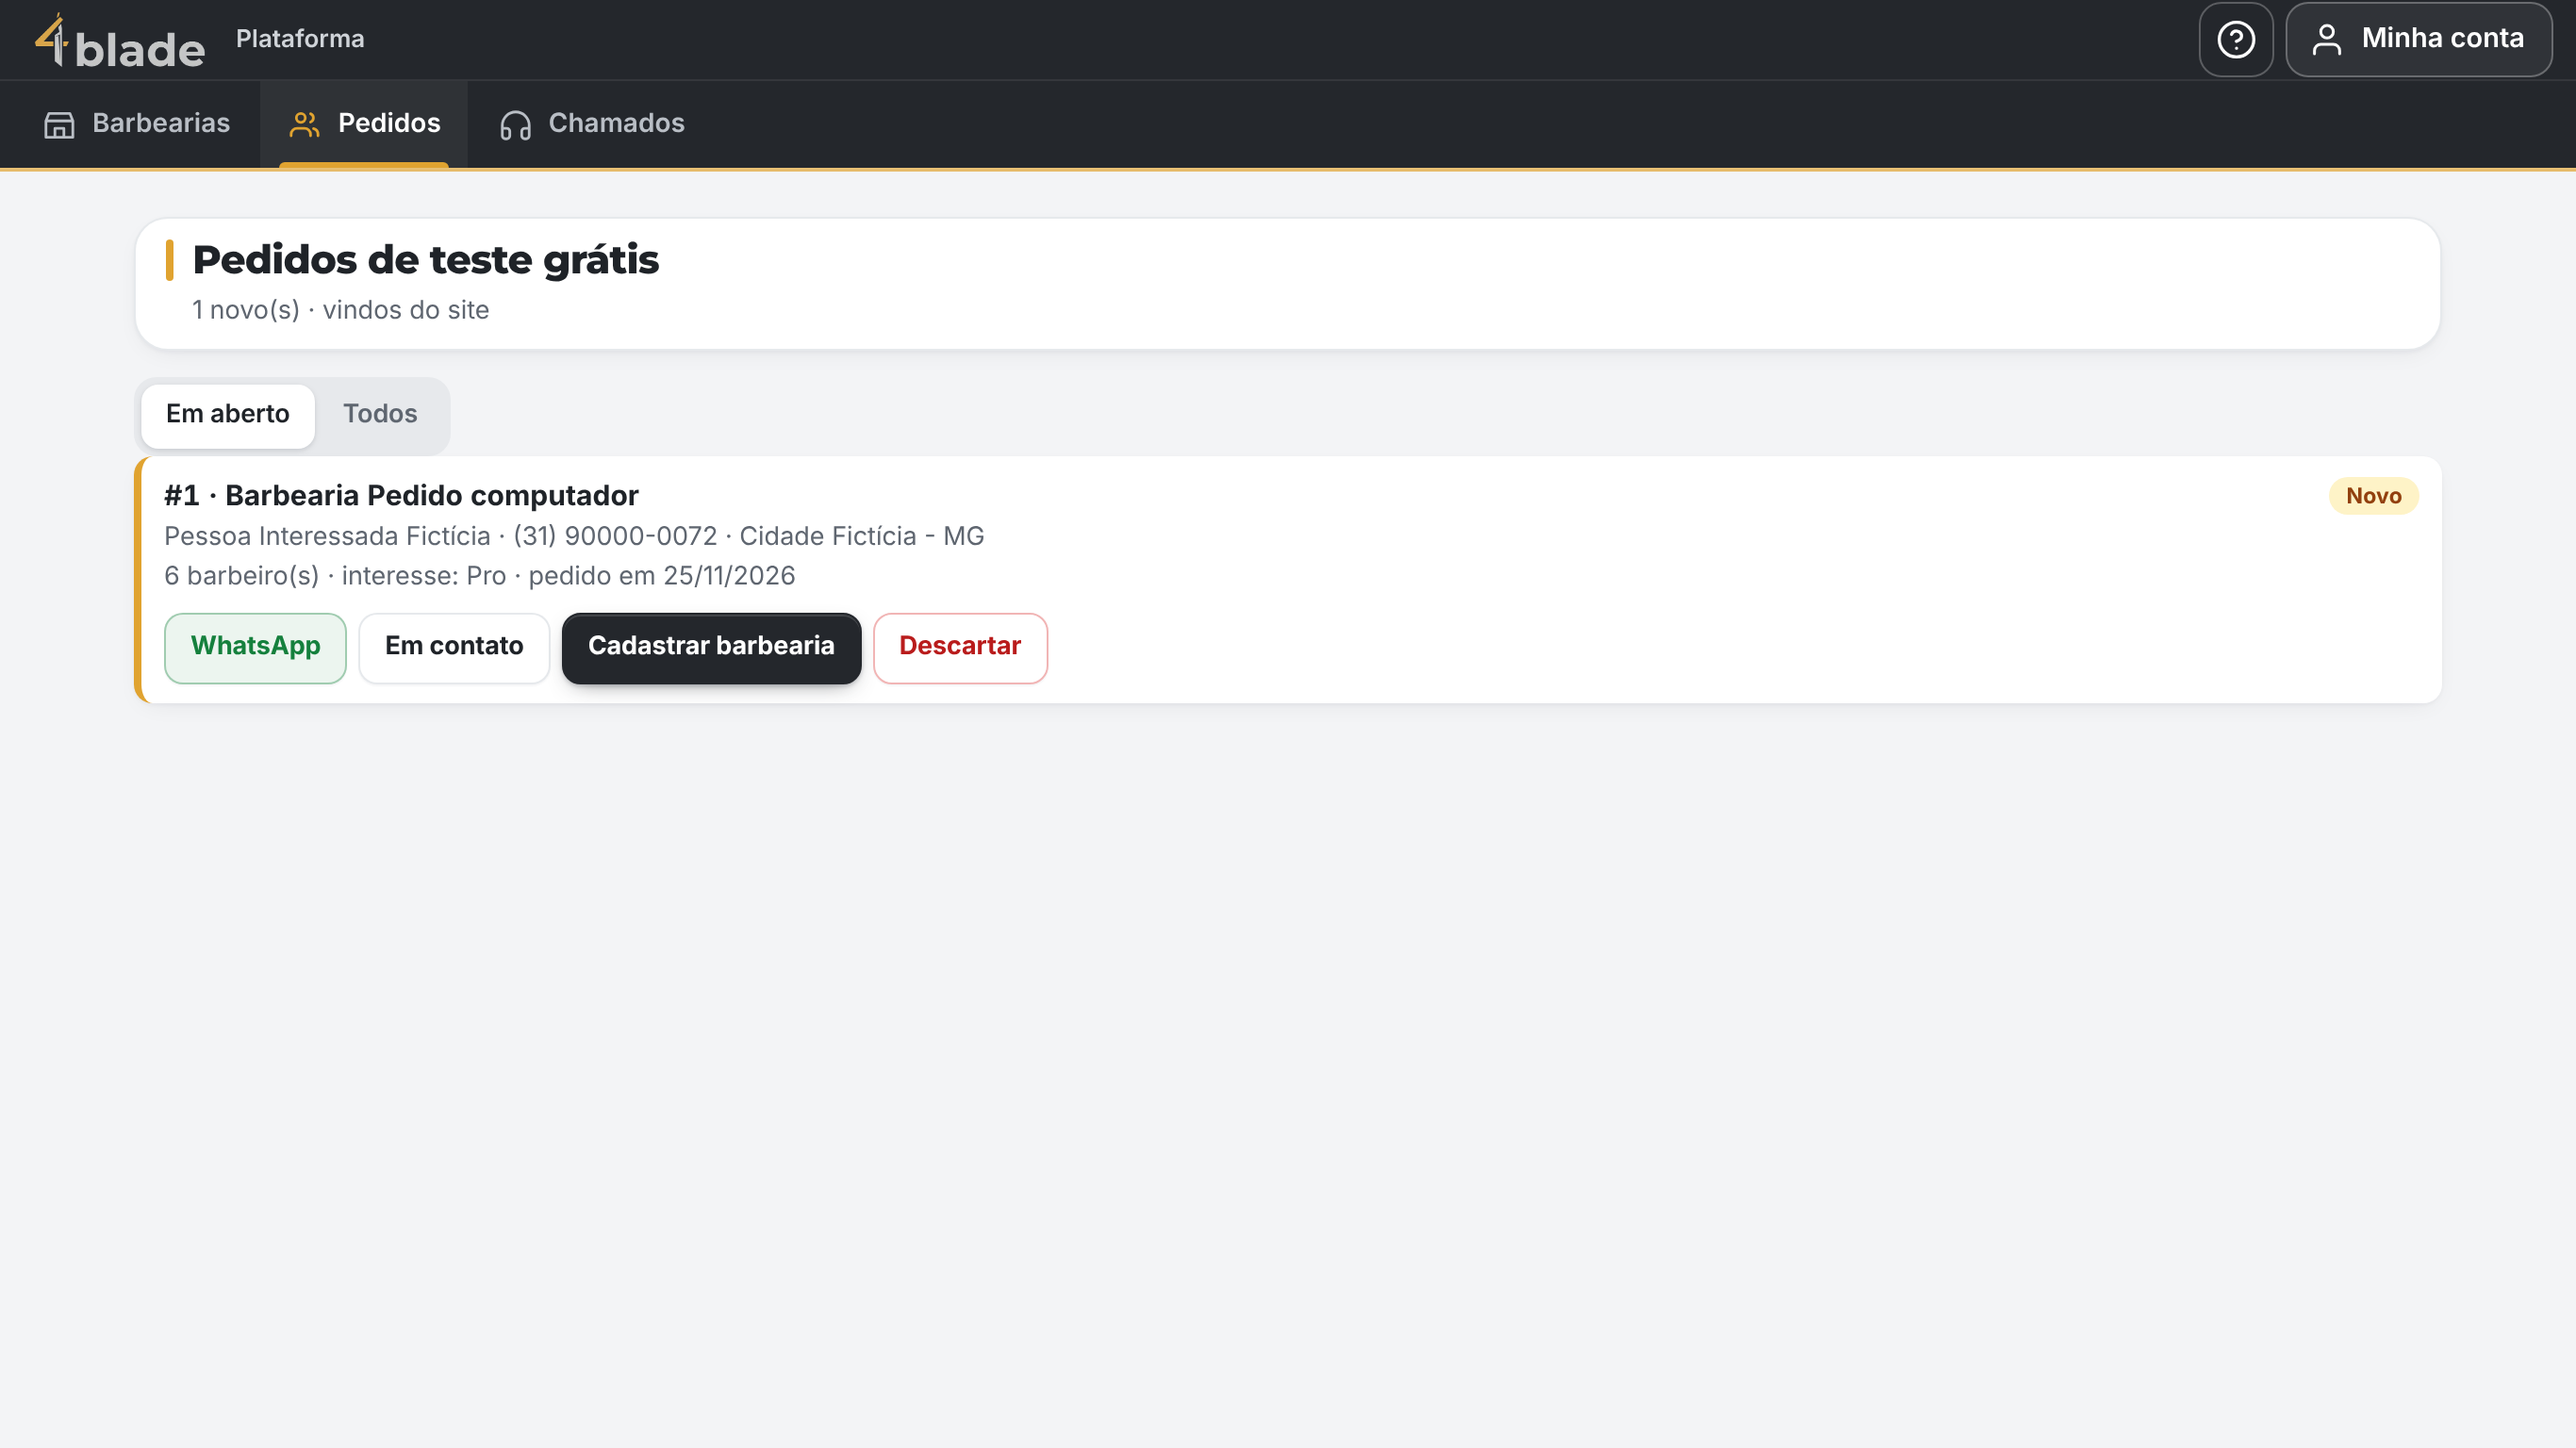 4blade Plataforma Minha conta
Barbearias Pedidos Chamados
Pedidos de teste grátis
1 novo(s) · vindos do site
Em aberto Todos
#1 · Barbearia Pedido computador Novo
Pessoa Interessada Fictícia · (31) 90000-0072 · Cidade Fictícia - MG
6 barbeiro(s) · interesse: Pro · pedido em 25/11/2026
WhatsApp Em contato Cadastrar barbearia Descartar